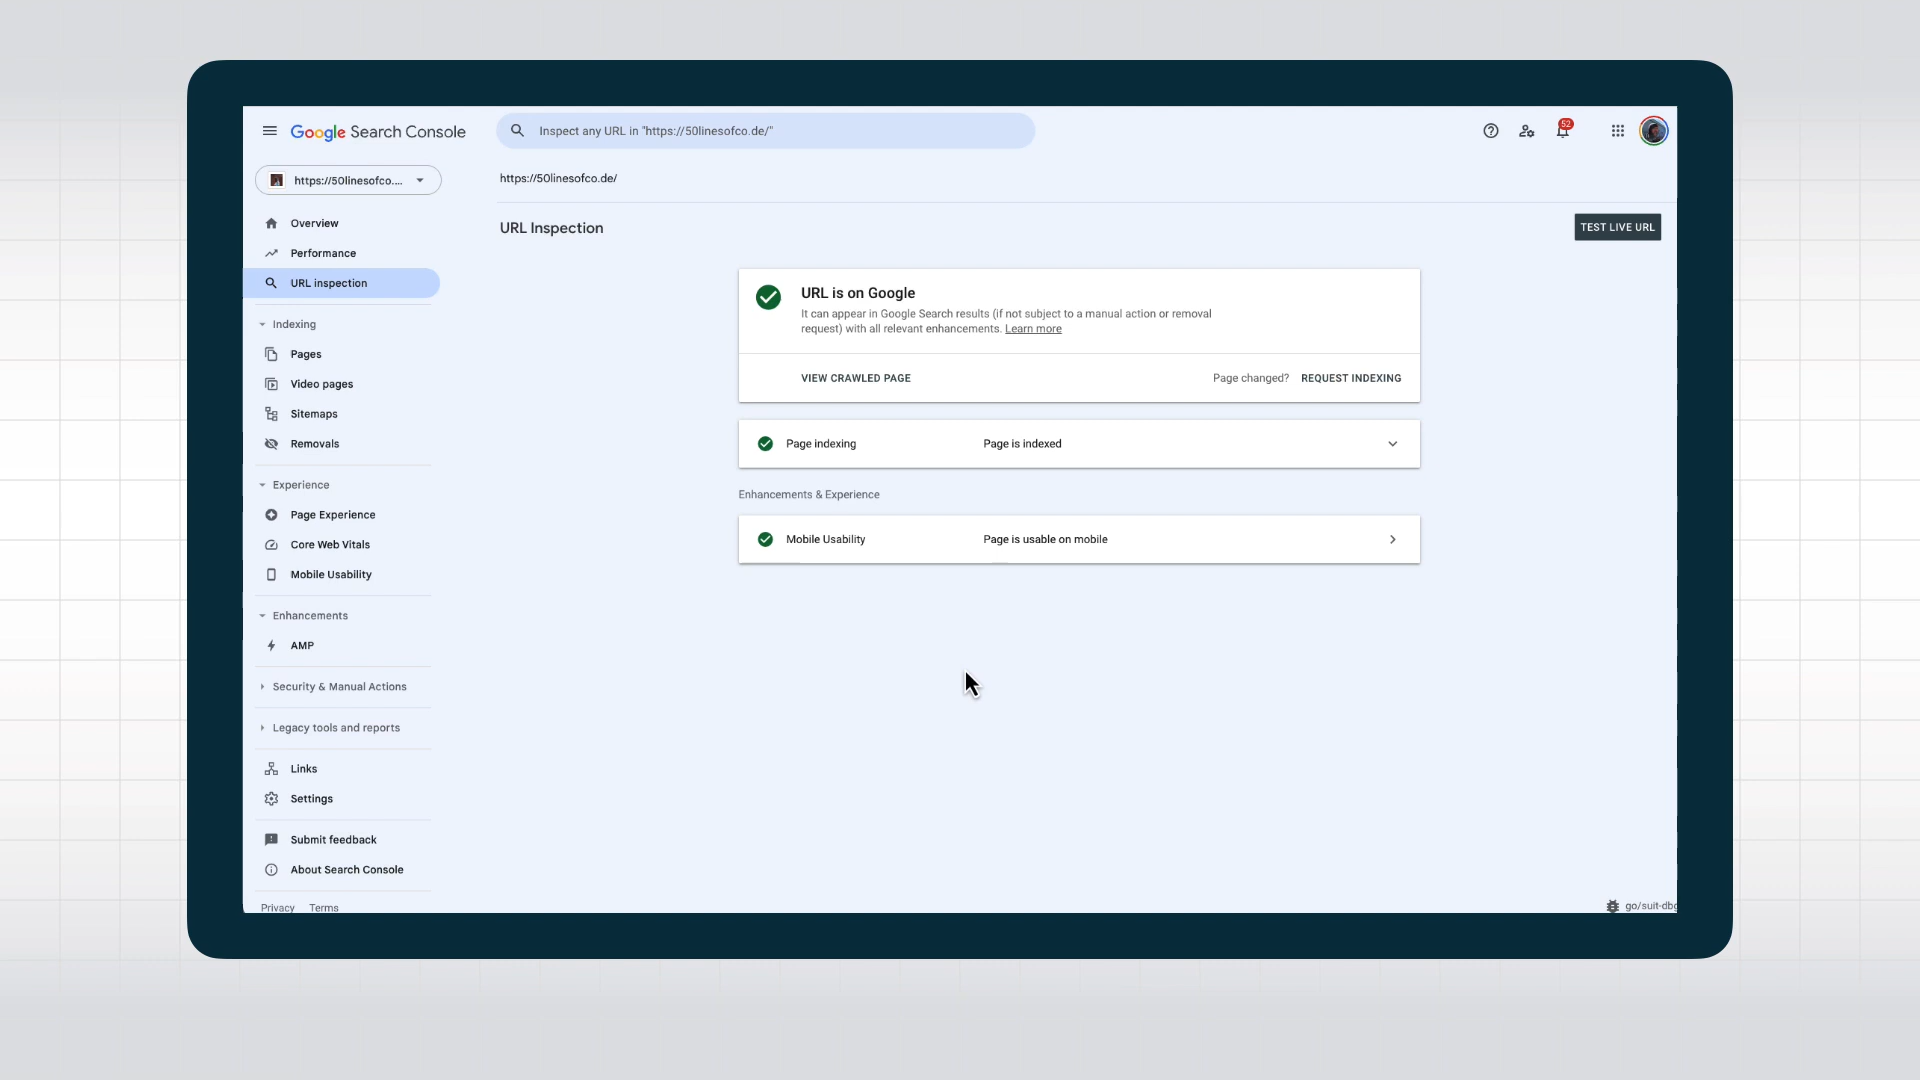 Google Search Console
Inspect any URL in "https://50linesofco.de/"
52
https://50linesofco....
https://50linesofco.de/
Overview
Performance
URL inspection
Indexing
Pages
Video pages
Sitemaps
Removals
Experience
Page Experience
Core Web Vitals
Mobile Usability
Enhancements
AMP
Security & Manual Actions
Legacy tools and reports
Links
Settings
Submit feedback
About Search Console
Privacy Terms
URL Inspection
TEST LIVE URL
URL is on Google
It can appear in Google Search results (if not subject to a manual action or removal
request) with all relevant enhancements. Learn more
VIEW CRAWLED PAGE
Page changed? REQUEST INDEXING
Page indexing Page is indexed
Enhancements & Experience
Mobile Usability Page is usable on mobile
go/suit-dbg